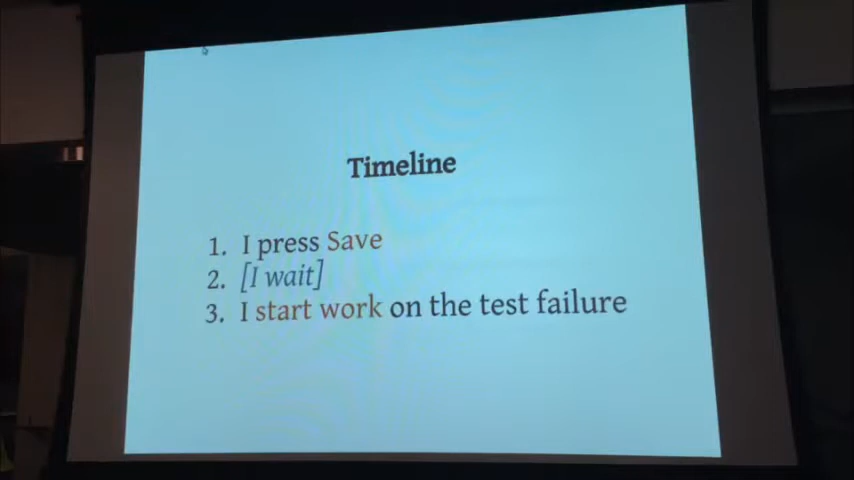 Timeline
1. I press Save
2. [I wait]
3. I start work on the test failure